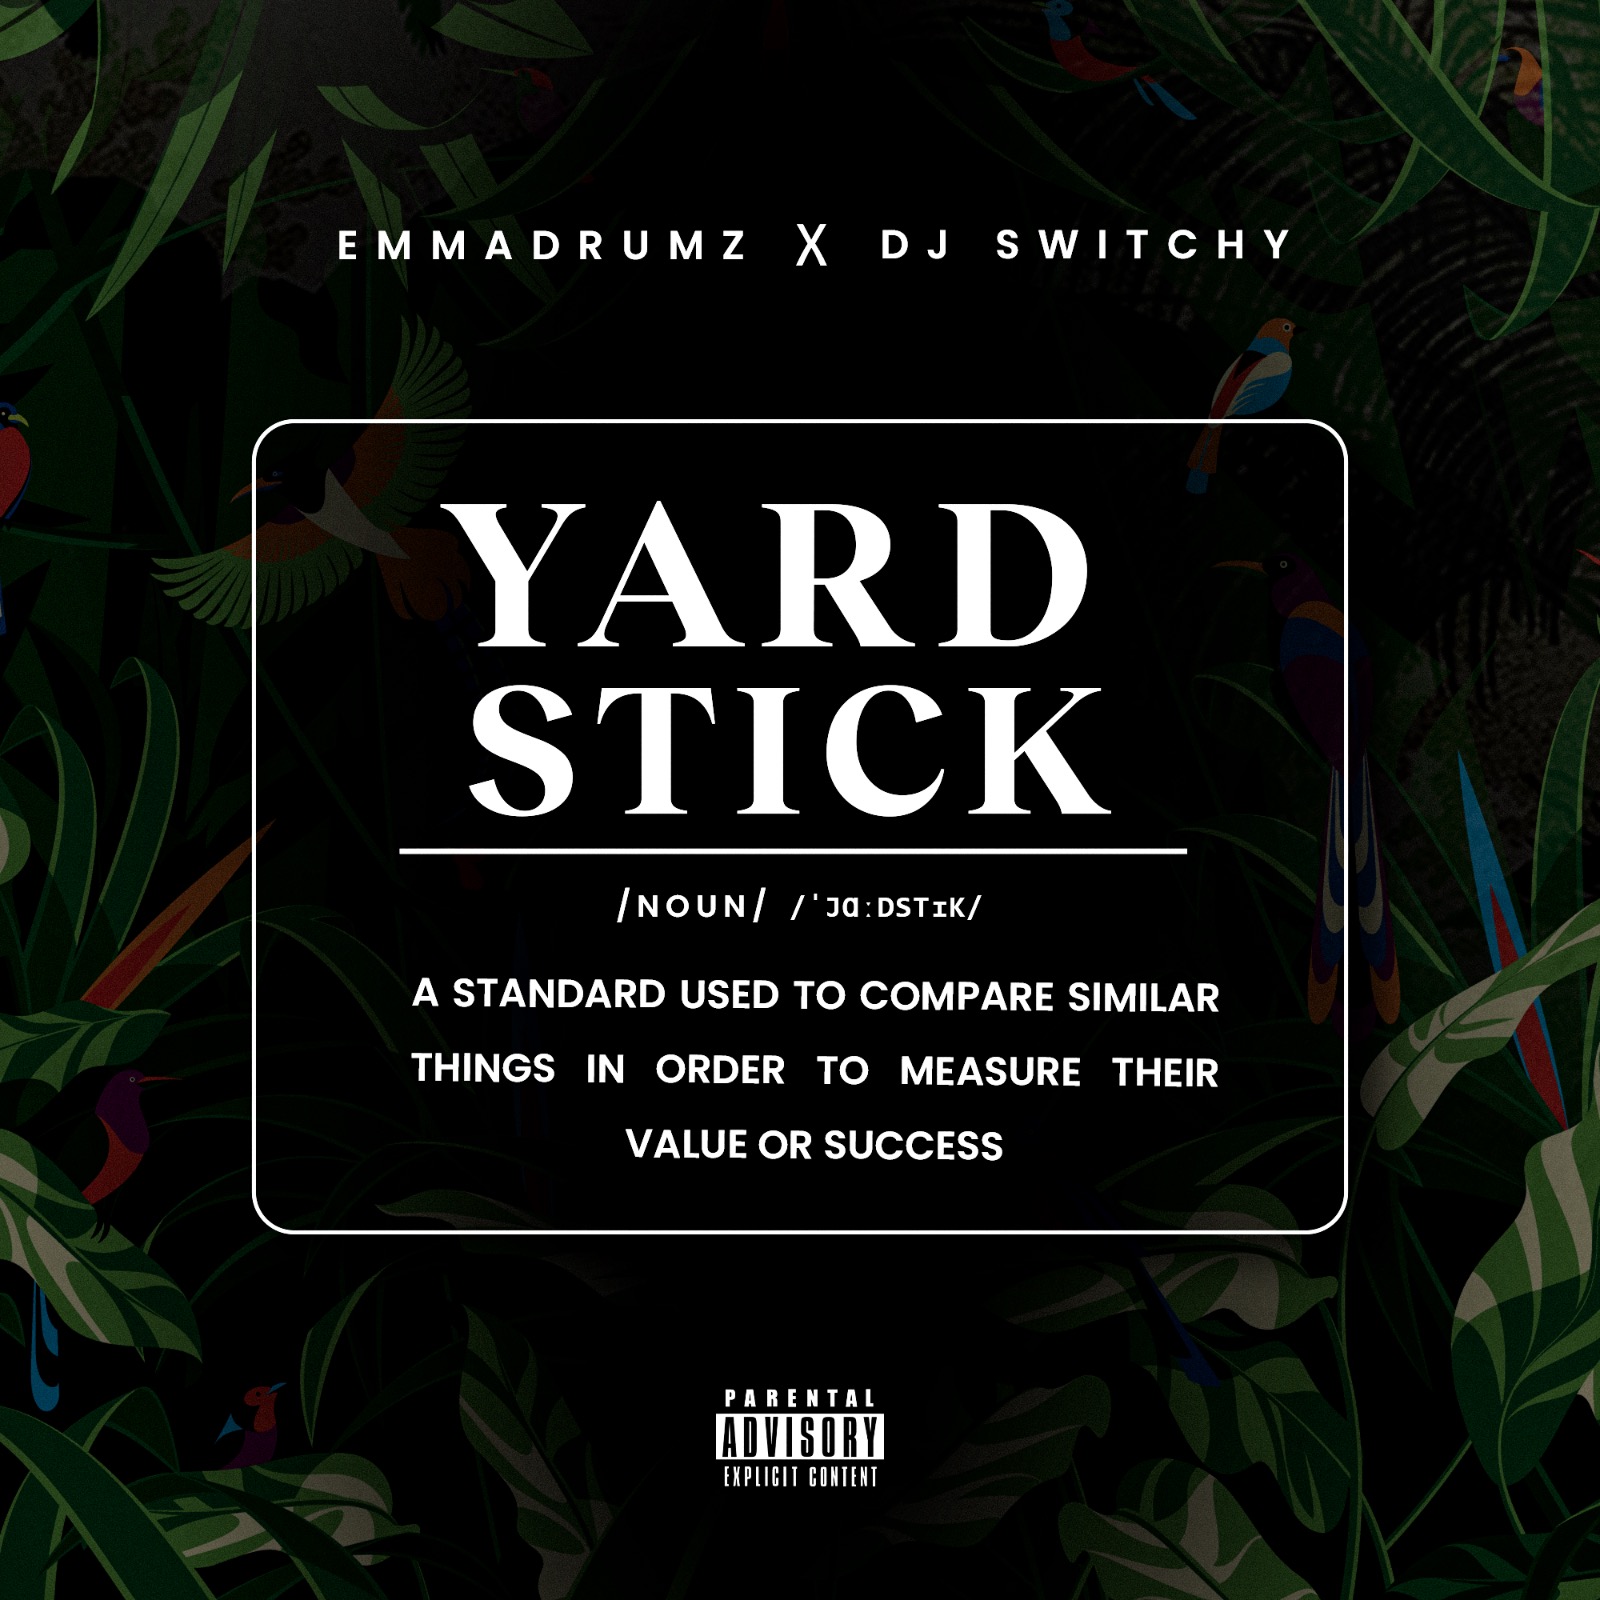 EMMADRUMZ X DJ SWITCHY
YARD
STICK
/NOUN/ /ˈJɑːDSTɪK/
A STANDARD USED TO COMPARE SIMILAR
THINGS IN ORDER TO MEASURE THEIR
VALUE OR SUCCESS
PARENTAL
ADVISORY
EXPLICIT CONTENT